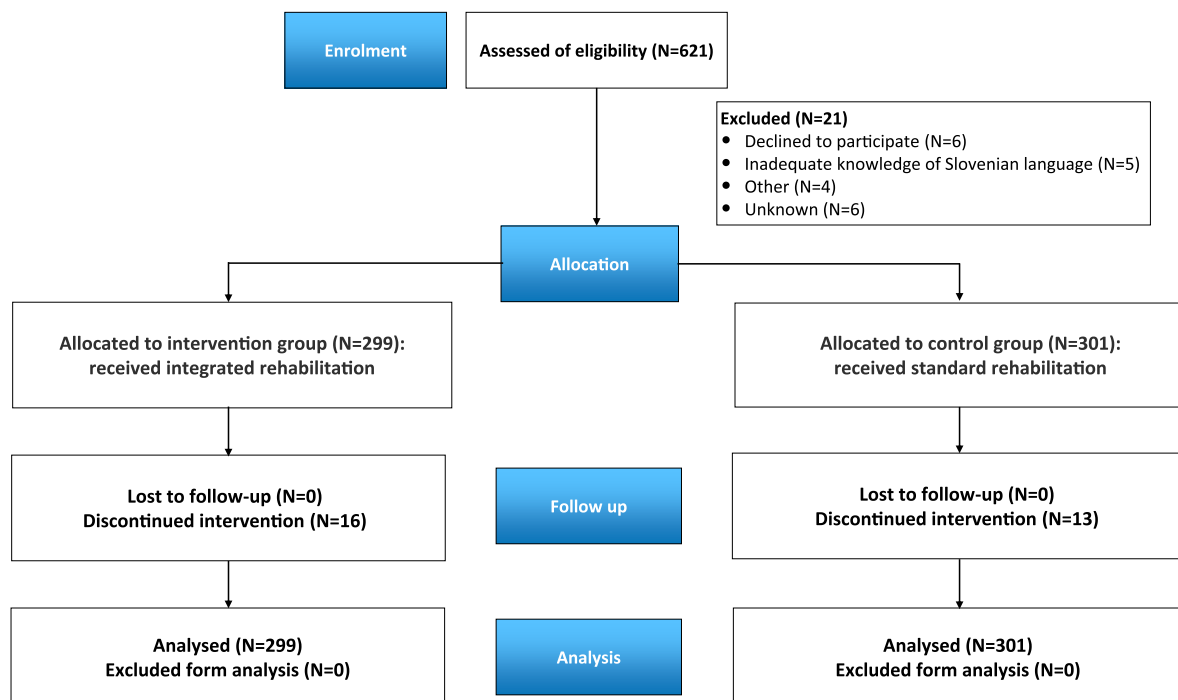 Enrolment
Assessed of eligibility (N=621)
Excluded (N=21)
• Declined to participate (N=6)
• Inadequate knowledge of Slovenian language (N=5)
• Other (N=4)
• Unknown (N=6)
Allocation
Allocated to intervention group (N=299):
received integrated rehabilitation
Allocated to control group (N=301):
received standard rehabilitation
Lost to follow-up (N=0)
Discontinued intervention (N=16)
Follow up
Lost to follow-up (N=0)
Discontinued intervention (N=13)
Analysed (N=299)
Excluded form analysis (N=0)
Analysis
Analysed (N=301)
Excluded form analysis (N=0)